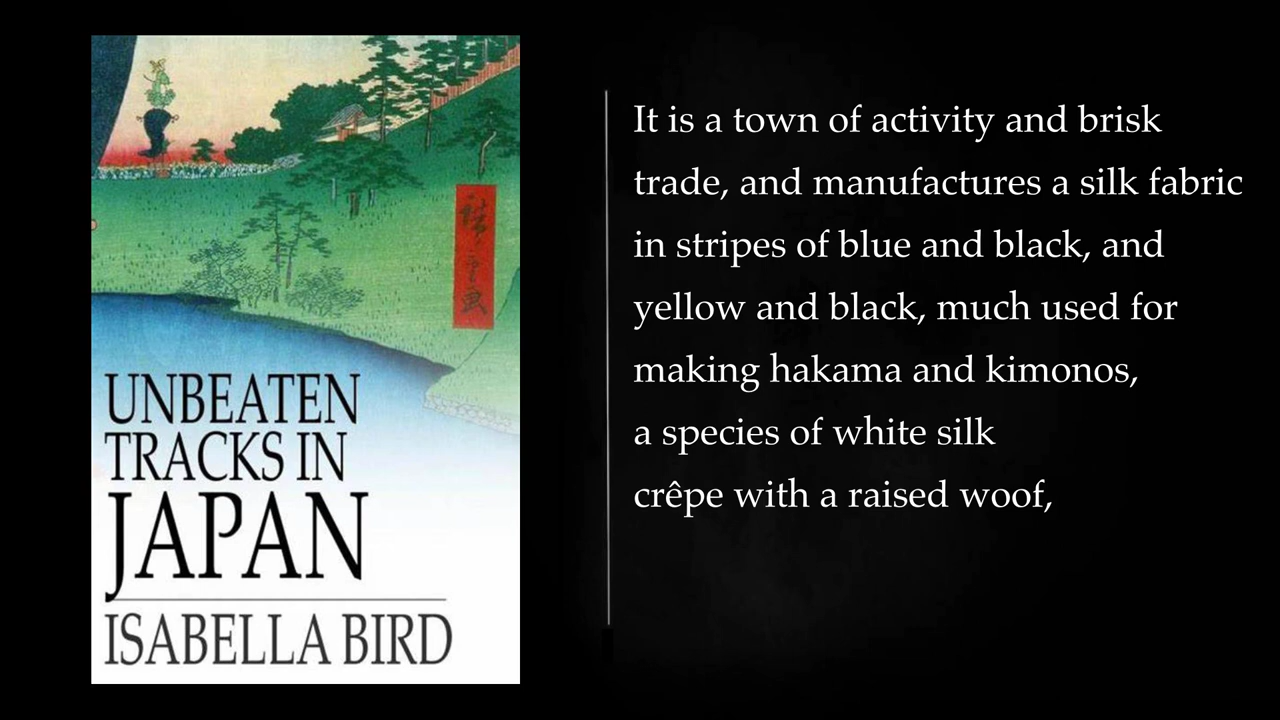 UNBEATEN
TRACKS IN
JAPAN
ISABELLA BIRD
It is a town of activity and brisk
trade, and manufactures a silk fabric
in stripes of blue and black, and
yellow and black, much used for
making hakama and kimonos,
a species of white silk
crêpe with a raised woof,